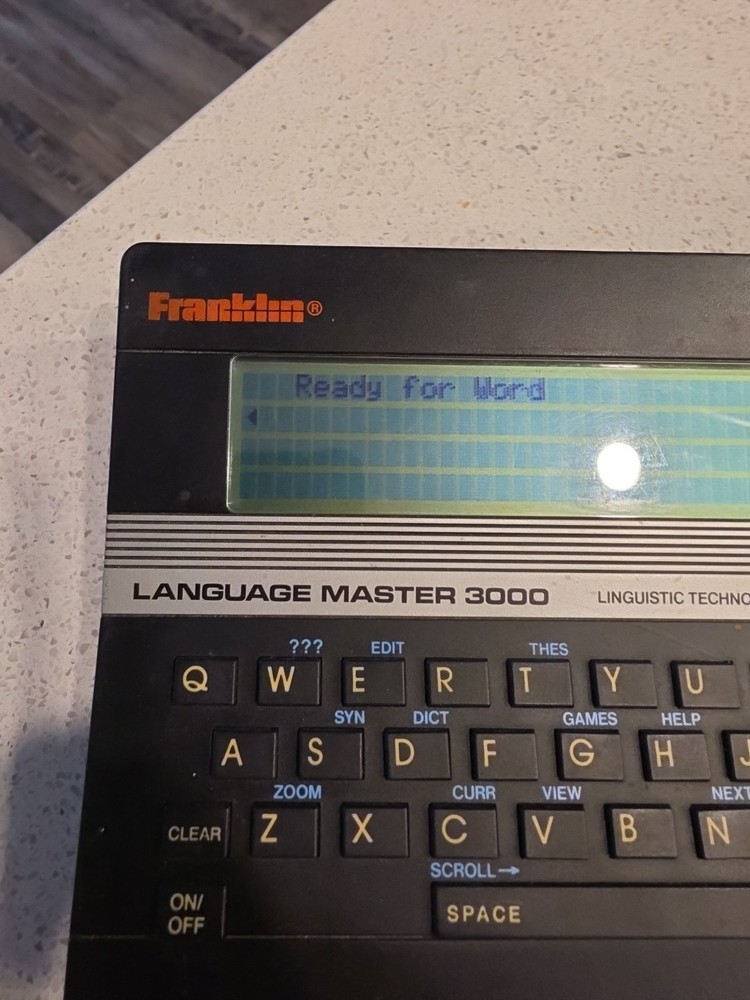 Franklin®
Ready for Word
LANGUAGE MASTER 3000 LINGUISTIC
??? EDIT THES
Q W E R T Y U
SYN DICT GAMES HELP
A S D F G H J
ZOOM CURR VIEW NEXT
CLEAR Z X C V B N
SCROLL→
ON/
OFF
SPACE